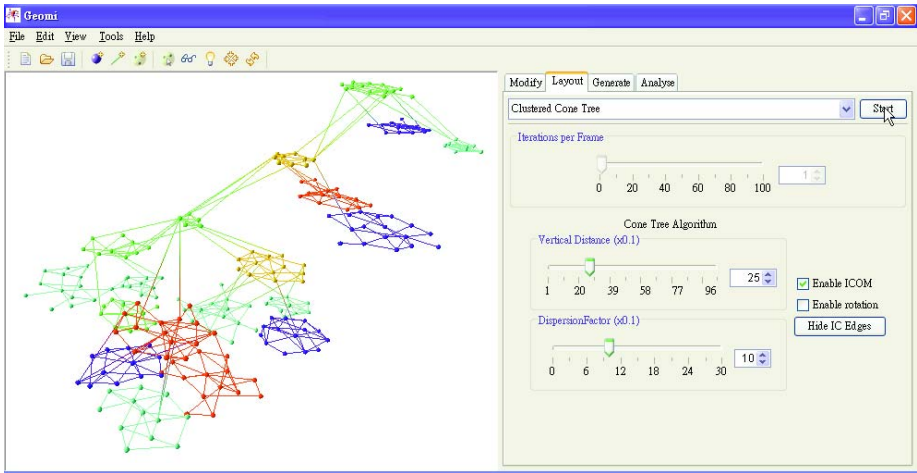 Geomi
File Edit View Tools Help
Modify Layout Generate Analyse
Clustered Cone Tree Start
Iterations per Frame
0 20 40 60 80 100 1
Cone Tree Algorithm
Vertical Distance (x0.1)
1 20 39 58 77 96 25
Enable ICOM
Enable rotation
DispersionFactor (x0.1)
Hide IC Edges
0 6 12 18 24 30 10